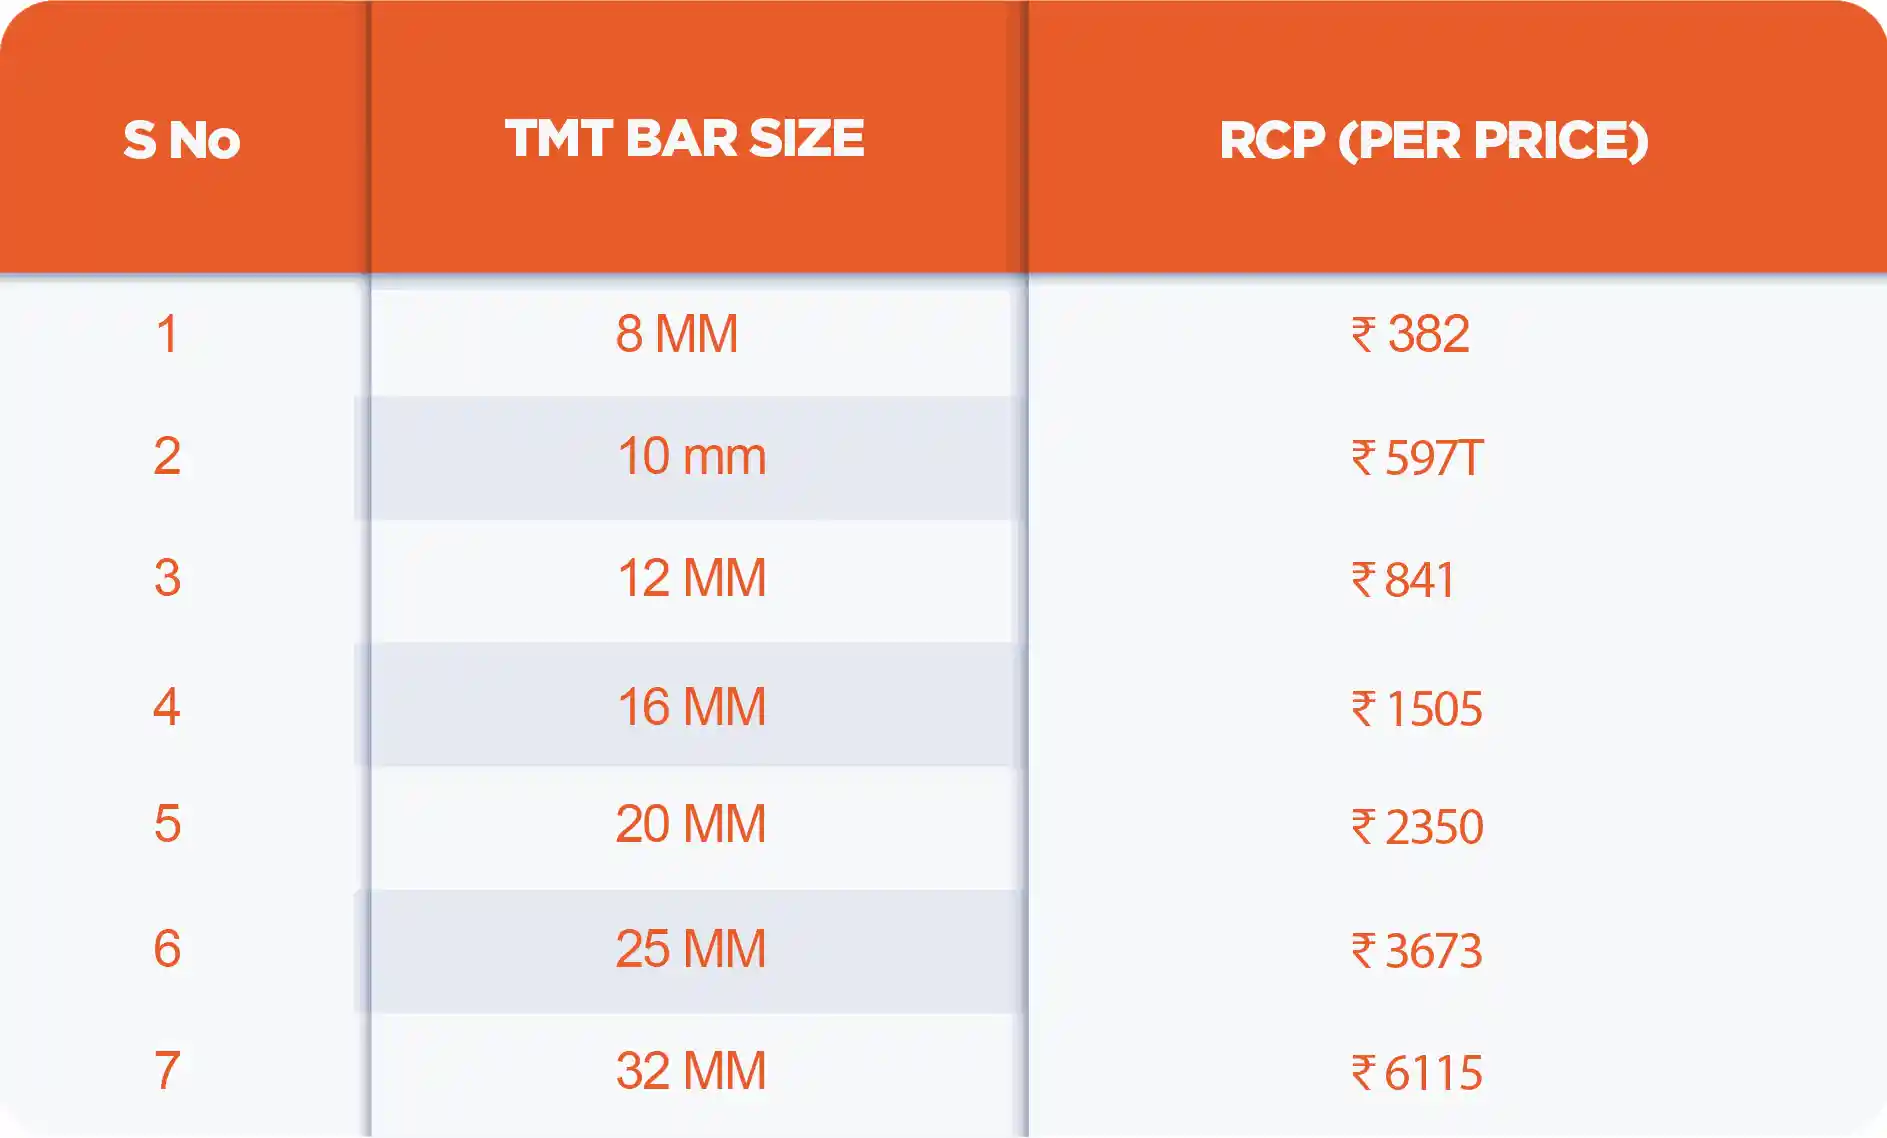 S No TMT BAR SIZE RCP (PER PRICE)
1 8 MM ₹ 382
2 10 mm ₹ 597T
3 12 MM ₹ 841
4 16 MM ₹ 1505
5 20 MM ₹ 2350
6 25 MM ₹ 3673
7 32 MM ₹ 6115